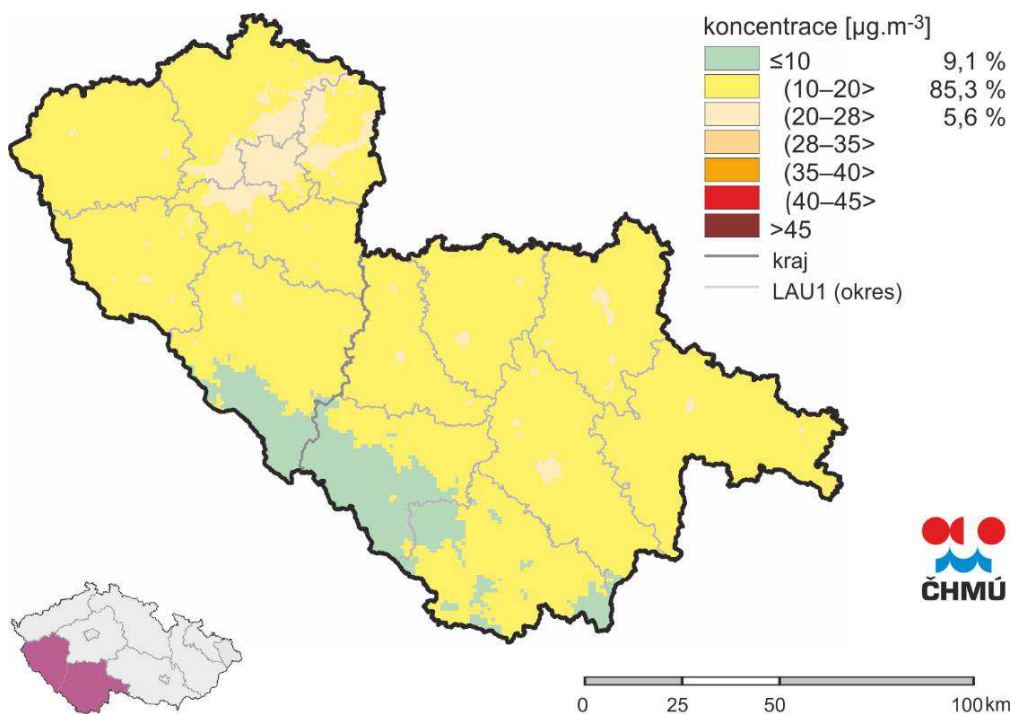 koncentrace [µg.m⁻³]
≤10 9,1 %
(10–20> 85,3 %
(20–28> 5,6 %
(28–35>
(35–40>
(40–45>
>45
kraj
LAU1 (okres)
ČHMÚ
0 25 50 100 km